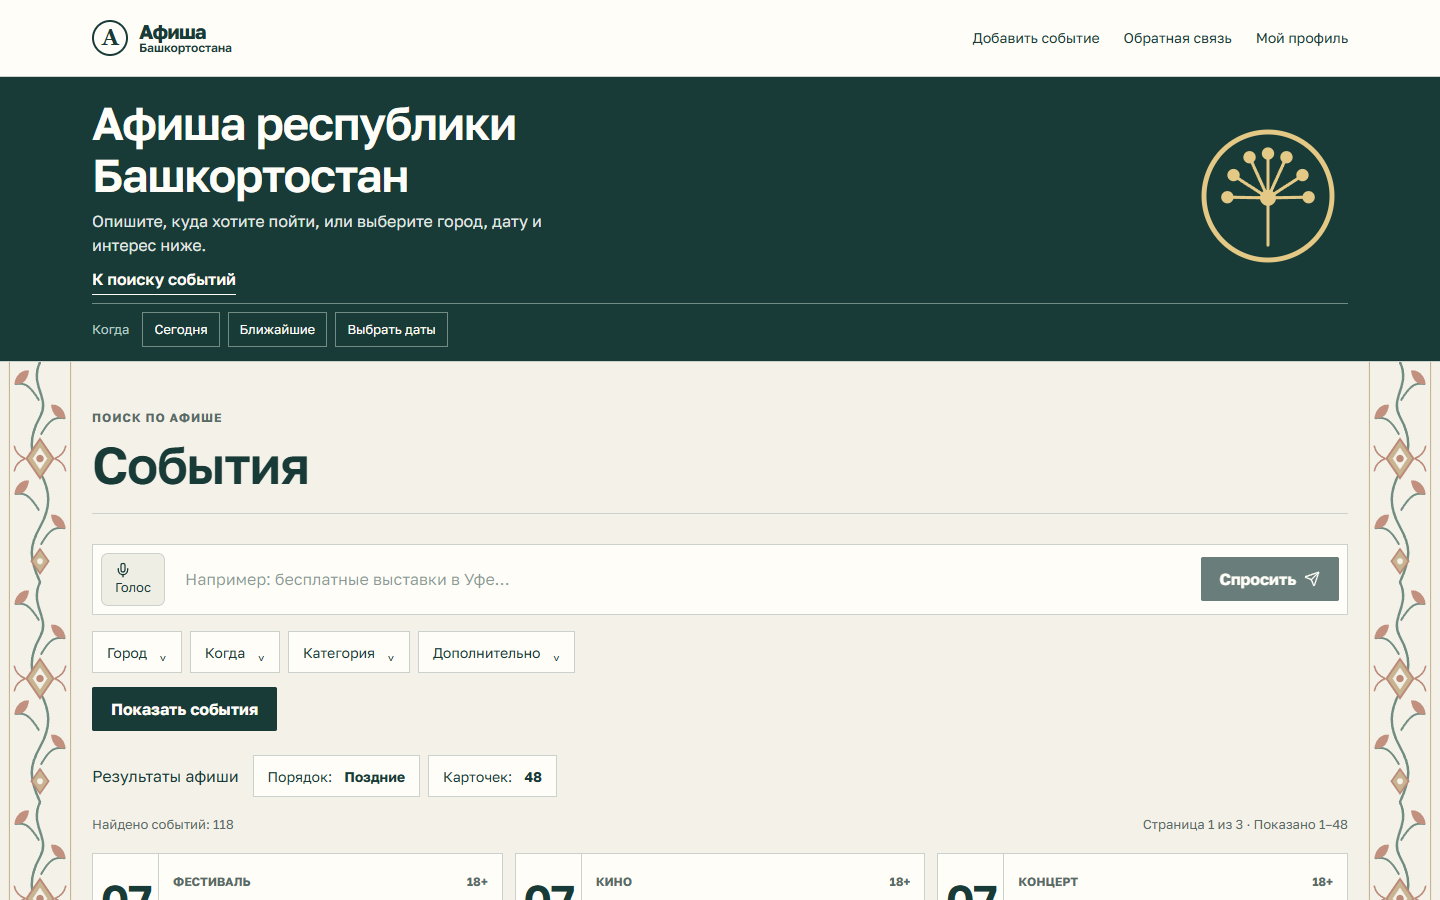 А
Афиша
Башкортостана
Добавить событие
Обратная связь
Мой профиль
Афиша республики
Башкортостан
Опишите, куда хотите пойти, или выберите город, дату и
интерес ниже.
К поиску событий
Когда
Сегодня
Ближайшие
Выбрать даты
ПОИСК ПО АФИШЕ
События
Голос
Например: бесплатные выставки в Уфе...
Спросить
Город
Когда
Категория
Дополнительно
Показать события
Результаты афиши
Порядок: Поздние
Карточек: 48
Найдено событий: 118
Страница 1 из 3 · Показано 1–48
07
ФЕСТИВАЛЬ
18+
07
КИНО
18+
07
КОНЦЕРТ
18+